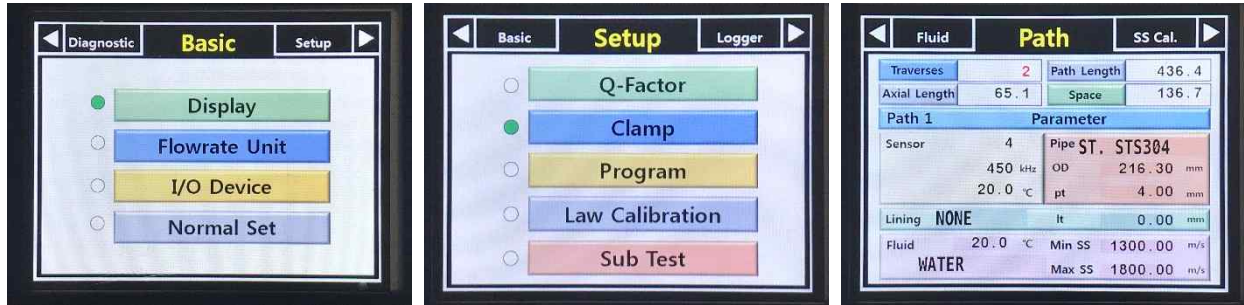 Diagnostic Basic Setup
Display
Flowrate Unit
I/O Device
Normal Set
Basic Setup Logger
Q-Factor
Clamp
Program
Law Calibration
Sub Test
Fluid Path SS Cal.
Traverses 2 Path Length 436.4
Axial Length 65.1 Space 136.7
Path 1 Parameter
Sensor 4 Pipe ST. STS304
450 kHz OD 216.30 mm
20.0 ℃ pt 4.00 mm
Lining NONE lt 0.00 mm
Fluid 20.0 ℃ Min SS 1300.00 m/s
WATER Max SS 1800.00 m/s